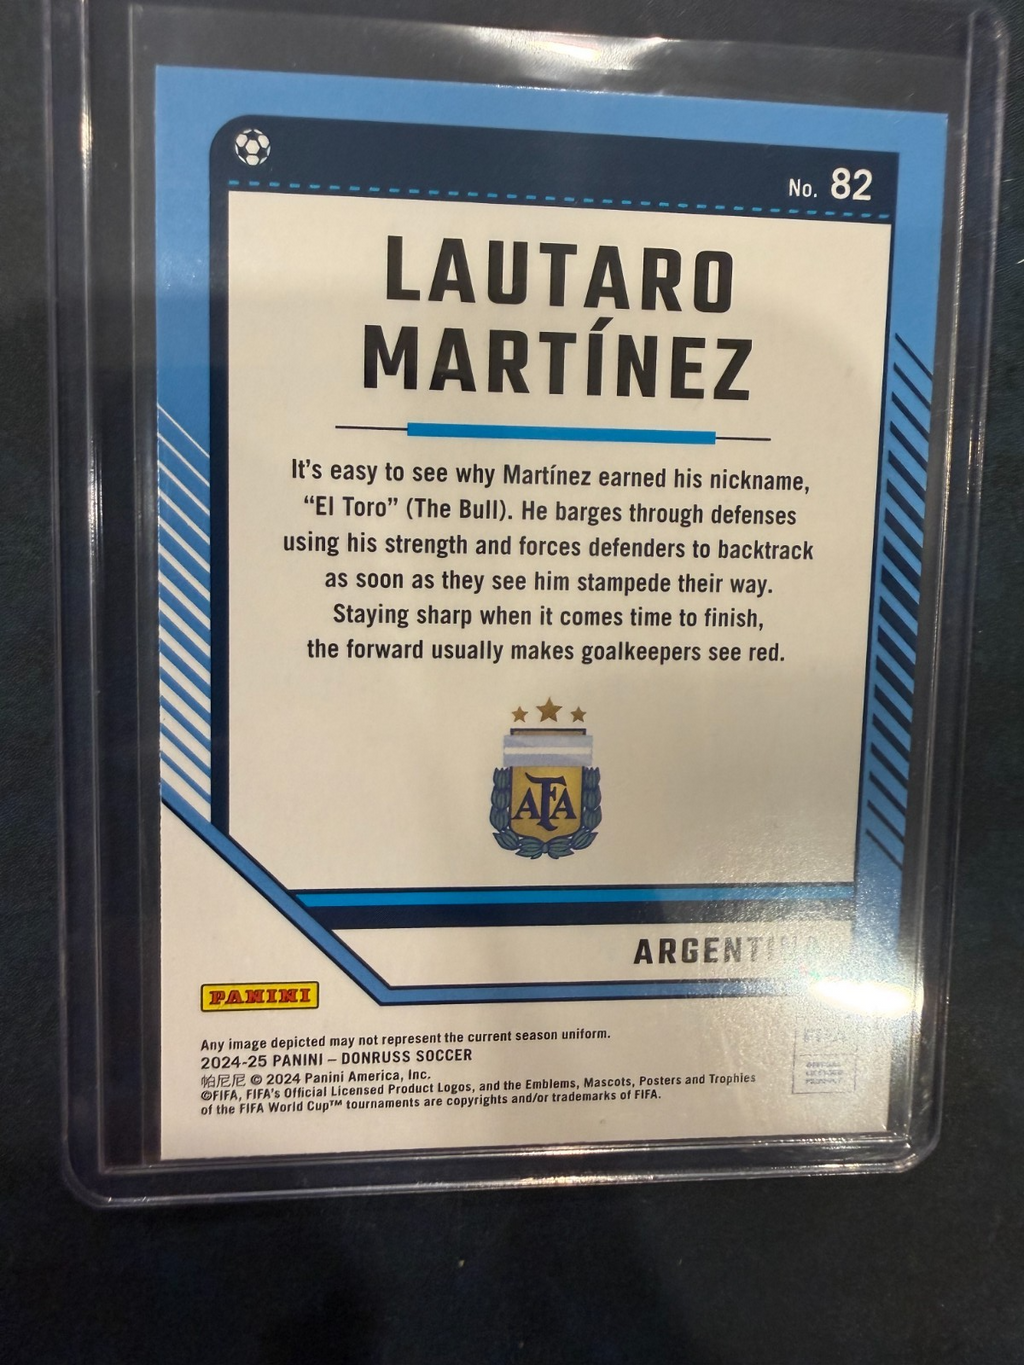 No. 82
LAUTARO
MARTÍNEZ
It's easy to see why Martínez earned his nickname,
“El Toro” (The Bull). He barges through defenses
using his strength and forces defenders to backtrack
as soon as they see him stampede their way.
Staying sharp when it comes time to finish,
the forward usually makes goalkeepers see red.
AFA
ARGENTINA
PANINI
Any image depicted may not represent the current season uniform.
2024-25 PANINI – DONRUSS SOCCER
帕尼尼 © 2024 Panini America, Inc.
©FIFA, FIFA's Official Licensed Product Logos, and the Emblems, Mascots, Posters and Trophies
of the FIFA World Cup™ tournaments are copyrights and/or trademarks of FIFA.
FIFA
OFFICIAL
LICENSED
PRODUCT